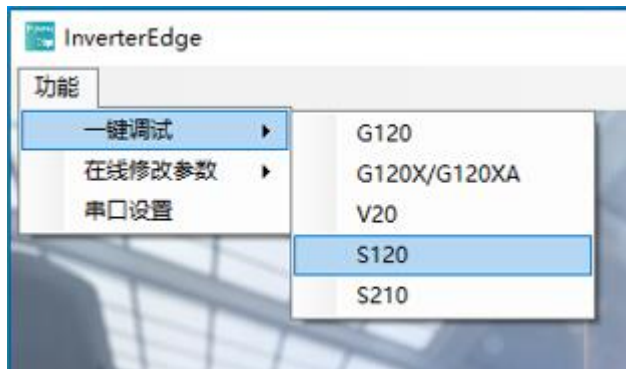 InverterEdge
功能
一键调试
在线修改参数
串口设置
G120
G120X/G120XA
V20
S120
S210